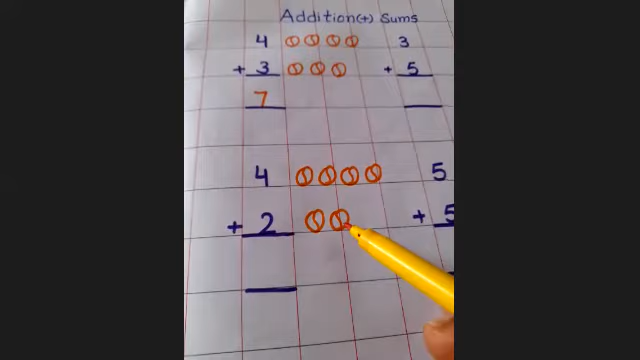 Addition(+) Sums
4 3
+ 3 + 5
7
4 5
+ 2 + 5